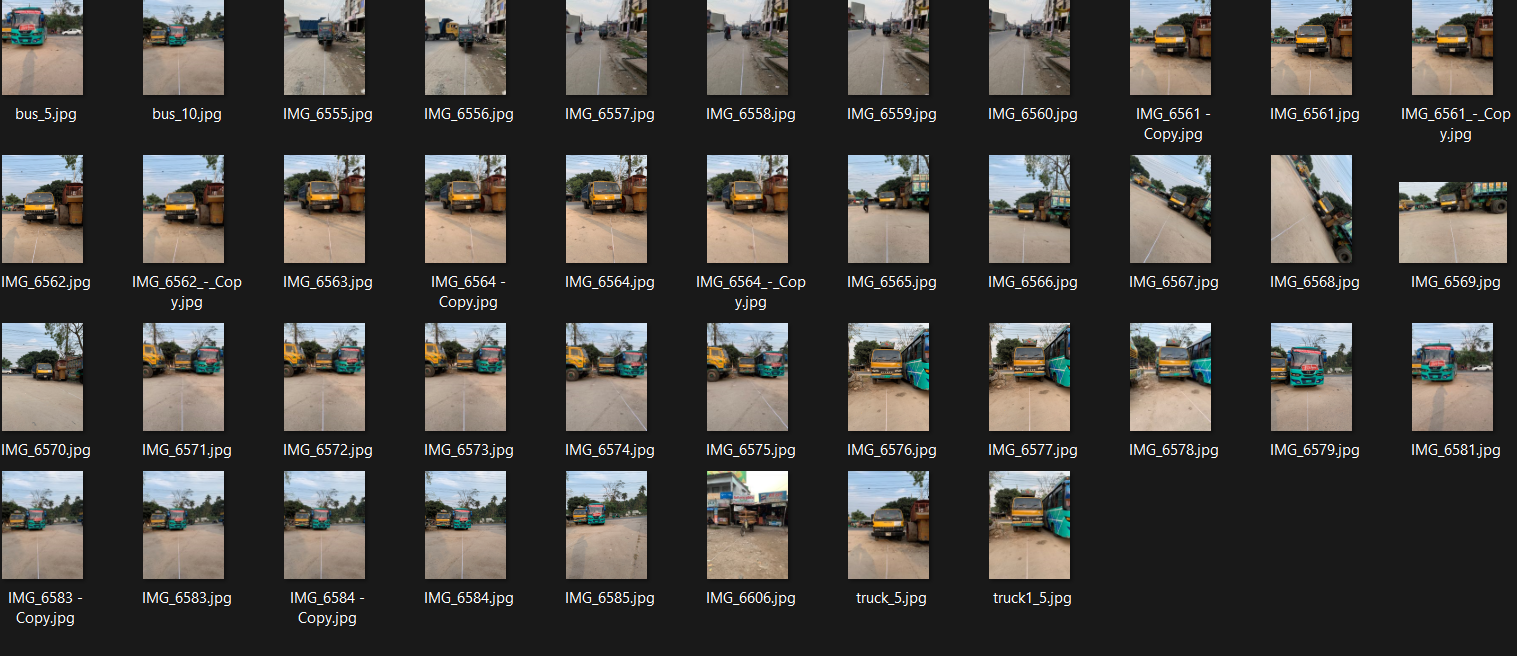 bus_5.jpg
bus_10.jpg
IMG_6555.jpg
IMG_6556.jpg
IMG_6557.jpg
IMG_6558.jpg
IMG_6559.jpg
IMG_6560.jpg
IMG_6561 -
Copy.jpg
IMG_6561.jpg
IMG_6561_-_Cop
y.jpg
IMG_6562.jpg
IMG_6562_-_Cop
y.jpg
IMG_6563.jpg
IMG_6564 -
Copy.jpg
IMG_6564.jpg
IMG_6564_-_Cop
y.jpg
IMG_6565.jpg
IMG_6566.jpg
IMG_6567.jpg
IMG_6568.jpg
IMG_6569.jpg
IMG_6570.jpg
IMG_6571.jpg
IMG_6572.jpg
IMG_6573.jpg
IMG_6574.jpg
IMG_6575.jpg
IMG_6576.jpg
IMG_6577.jpg
IMG_6578.jpg
IMG_6579.jpg
IMG_6581.jpg
IMG_6583 -
Copy.jpg
IMG_6583.jpg
IMG_6584 -
Copy.jpg
IMG_6584.jpg
IMG_6585.jpg
IMG_6606.jpg
truck_5.jpg
truck1_5.jpg